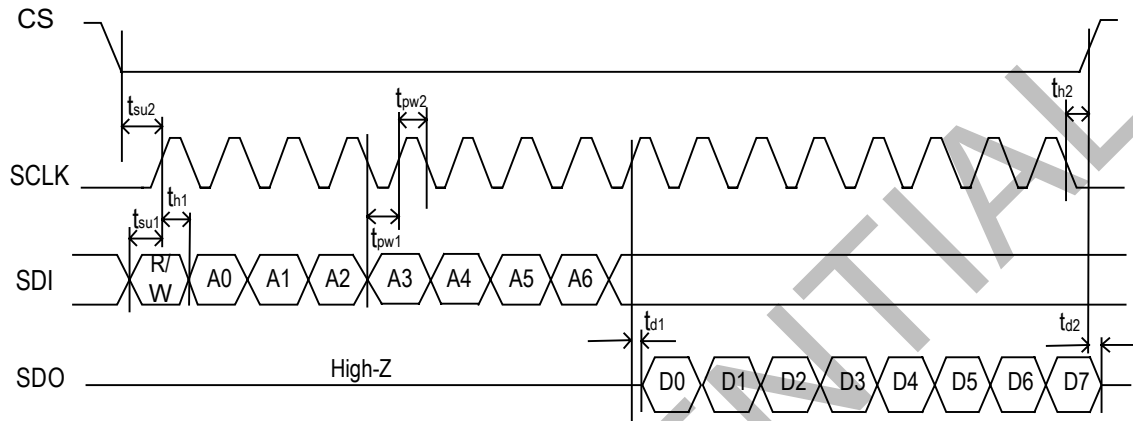 CS
tsu2
tpw2
th2
SCLK
tsu1
th1
tpw1
SDI
R/
W
A0
A1
A2
A3
A4
A5
A6
td1
td2
SDO
High-Z
D0
D1
D2
D3
D4
D5
D6
D7
ENTIAL